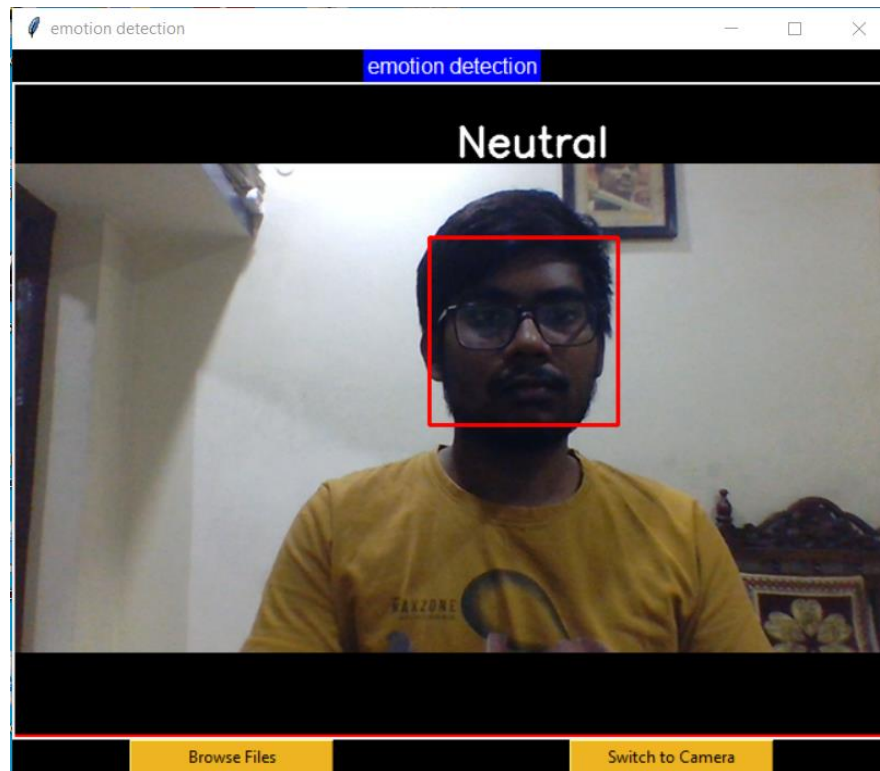 emotion detection
emotion detection
Neutral
Browse Files
Switch to Camera